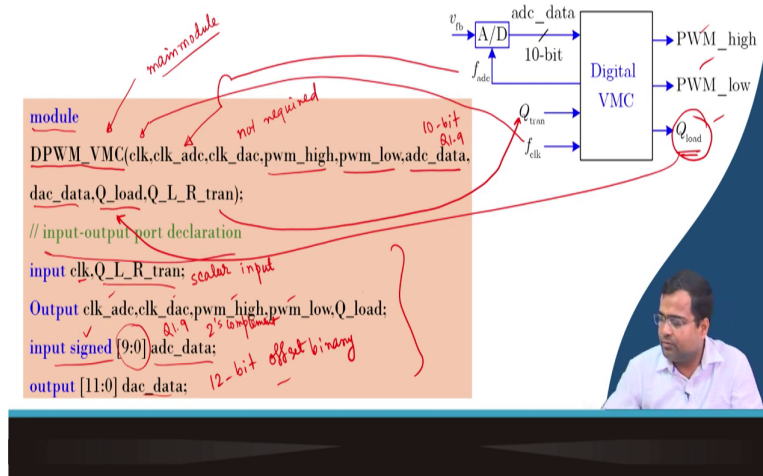 main module
module
not required
10-bit
Q1.9
DPWM_VMC(clk,clk_adc,clk_dac,pwm_high,pwm_low,adc_data,
dac_data,Q_load,Q_L_R_tran);
// input-output port declaration
input clk,Q_L_R_tran; scalar input
Output clk_adc,clk_dac,pwm_high,pwm_low,Q_load;
Q1.9 2's complement
input signed [9:0] adc_data;
output [11:0] dac_data; 12-bit offset binary
v_fb
A/D
adc_data
10-bit
f_adc
Q_tran
f_clk
Digital
VMC
PWM_high
PWM_low
Q_load